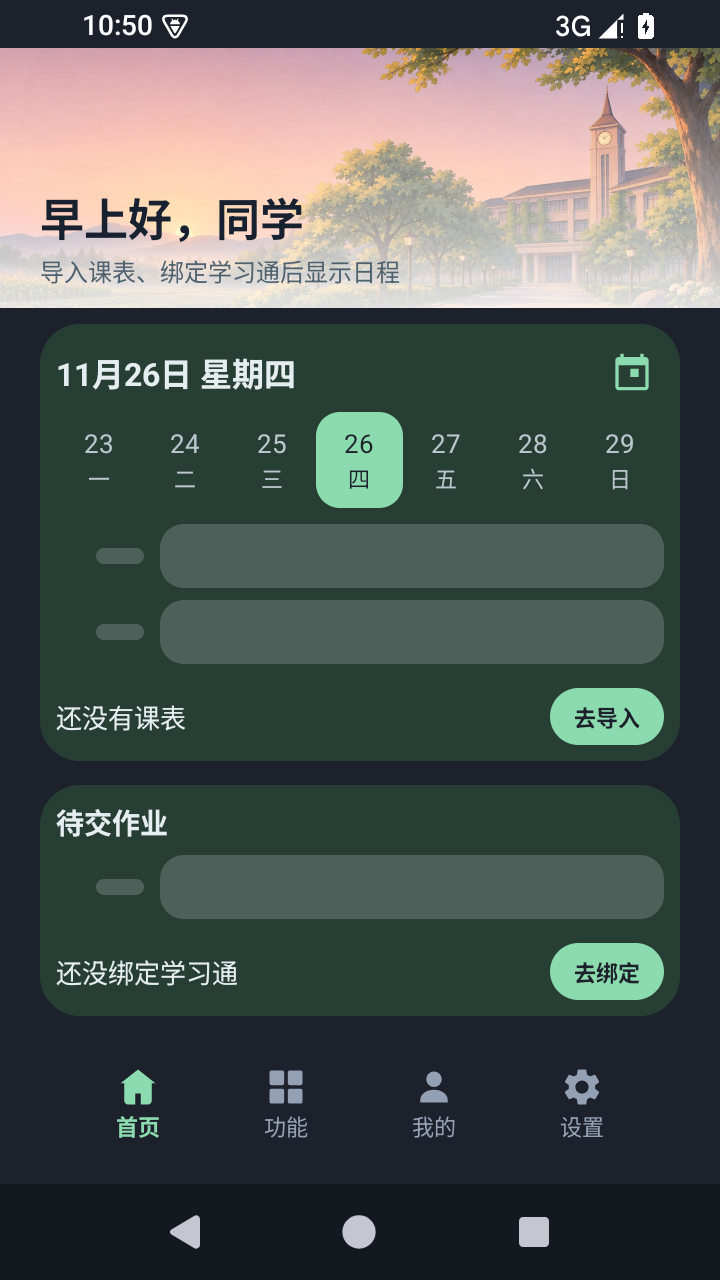 10:50
3G
早上好，同学
导入课表、绑定学习通后显示日程
11月26日 星期四
23 24 25 26 27 28 29
一 二 三 四 五 六 日
还没有课表
去导入
待交作业
还没绑定学习通
去绑定
首页 功能 我的 设置